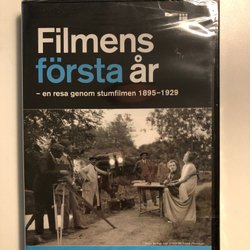 Filmens
första år
– en resa genom stumfilmen 1895–1929